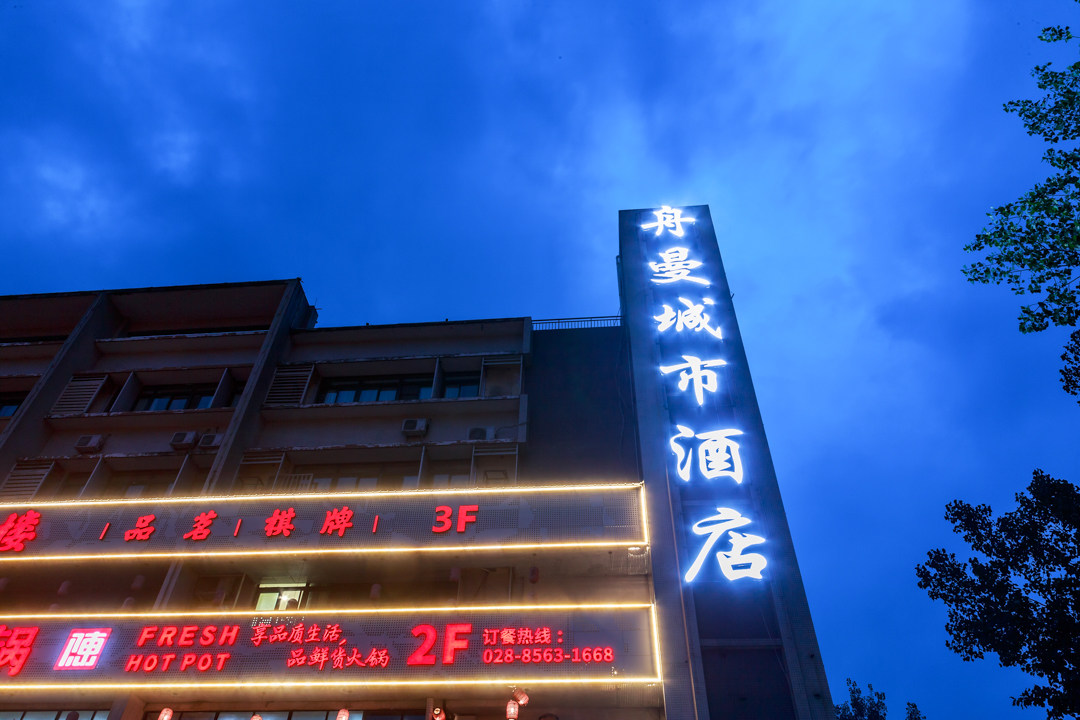 舟曼城市酒店
楼 | 品茗 | 棋牌 | 3F
锅 FRESH HOT POT 享品质生活, 品鲜货火锅 2F 订餐热线:
028-8563-1668